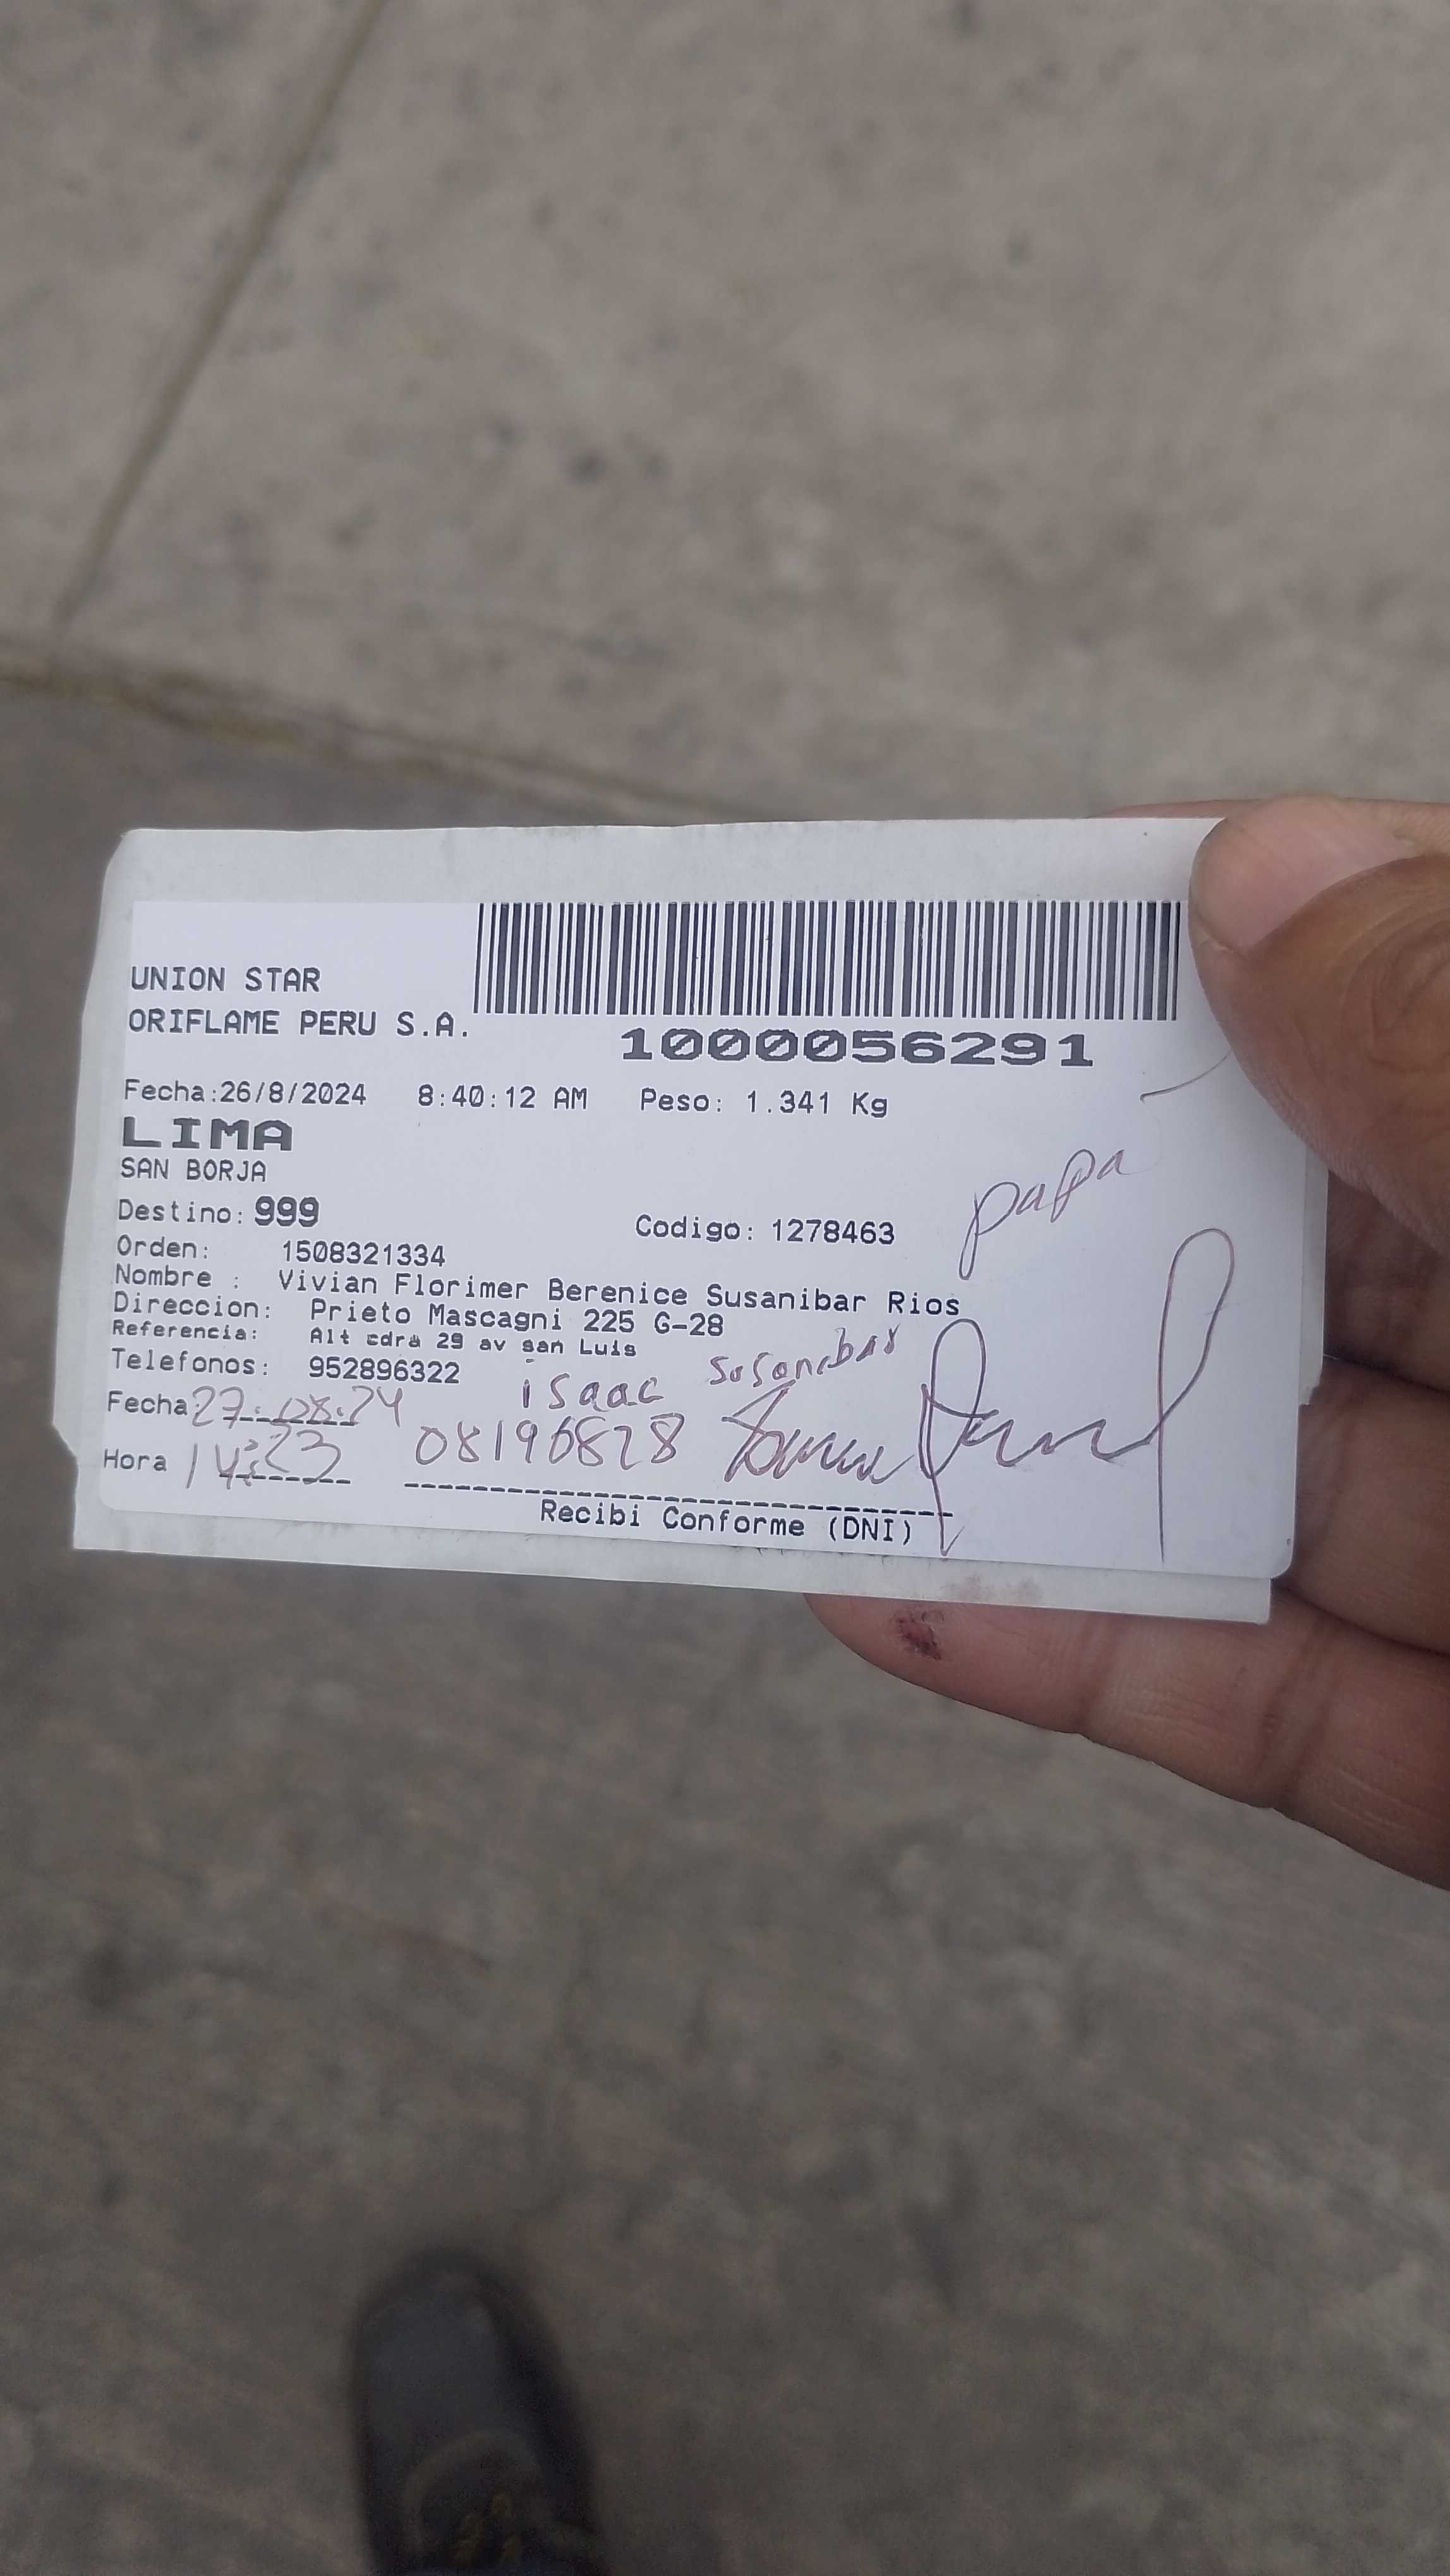 UNION STAR
ORIFLAME PERU S.A.
1000056291
Fecha:26/8/2024 8:40:12 AM Peso: 1.341 Kg
LIMA
SAN BORJA
papa
Destino: 999 Codigo: 1278463
Orden: 1508321334
Nombre : Vivian Florimer Berenice Susanibar Rios
Direccion: Prieto Mascagni 225 G-28
Referencia: Alt cdra 29 av san Luis
Telefonos: 952896322
isaac Susanibar
Fecha 27.08.24
Hora 14:23 08196828
Recibi Conforme (DNI)